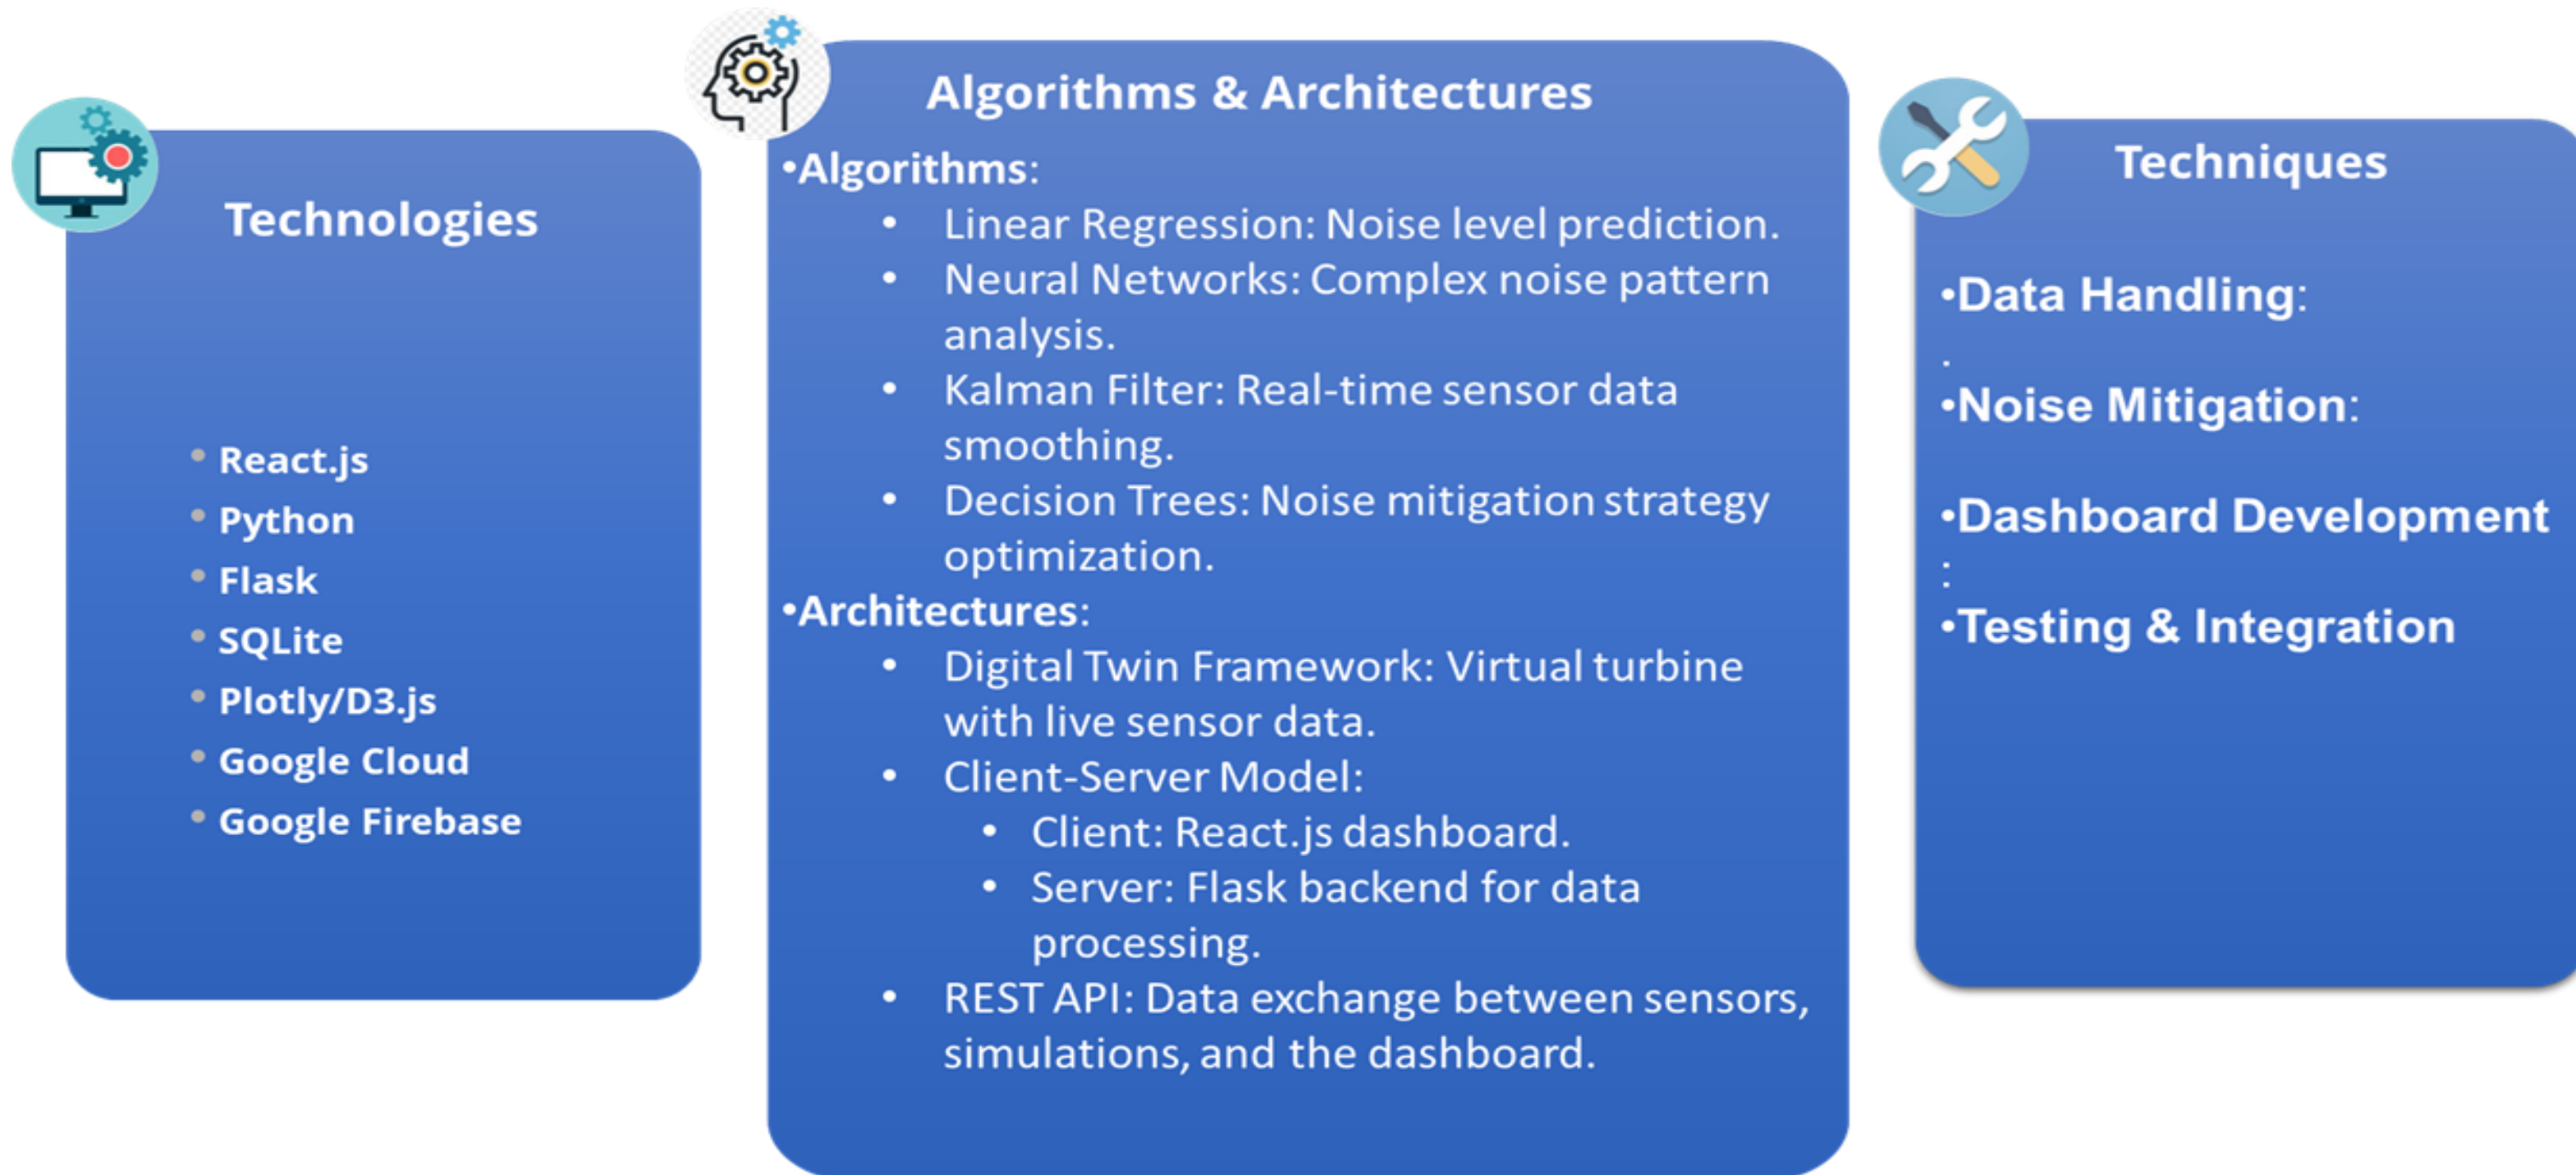 Technologies
• React.js
• Python
• Flask
• SQLite
• Plotly/D3.js
• Google Cloud
• Google Firebase
Algorithms & Architectures
•Algorithms:
• Linear Regression: Noise level prediction.
• Neural Networks: Complex noise pattern
analysis.
• Kalman Filter: Real-time sensor data
smoothing.
• Decision Trees: Noise mitigation strategy
optimization.
•Architectures:
• Digital Twin Framework: Virtual turbine
with live sensor data.
• Client-Server Model:
• Client: React.js dashboard.
• Server: Flask backend for data
processing.
• REST API: Data exchange between sensors,
simulations, and the dashboard.
Techniques
•Data Handling:
.
•Noise Mitigation:
•Dashboard Development
:
•Testing & Integration